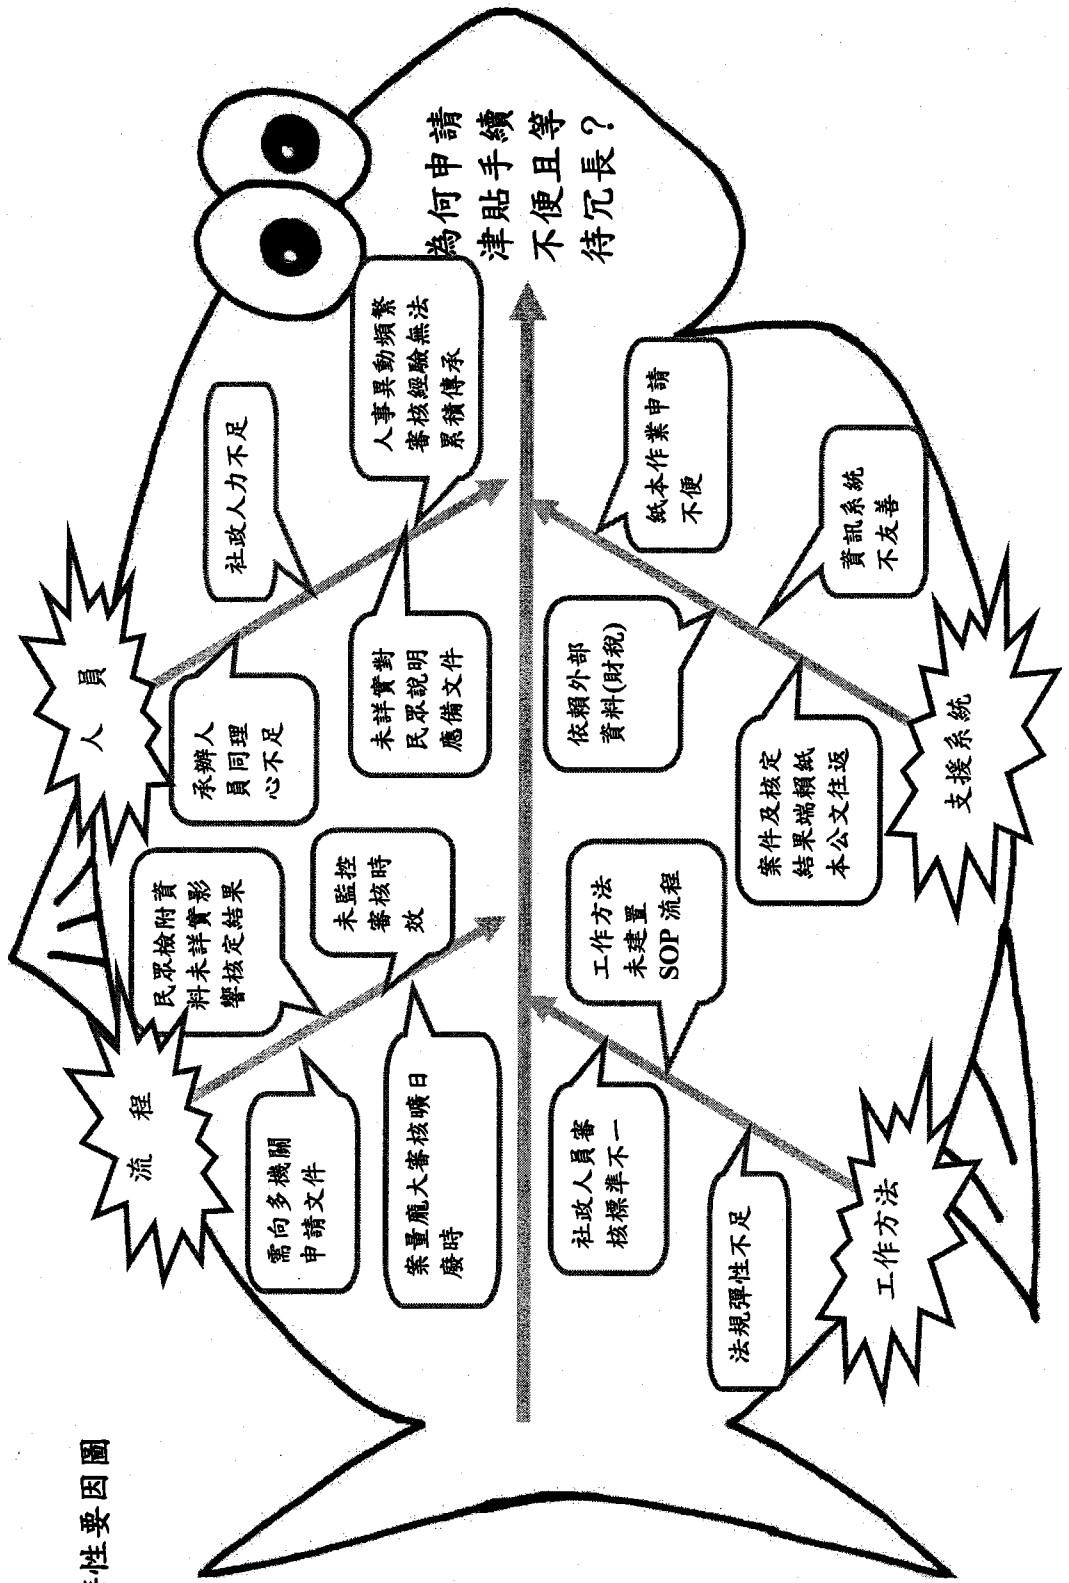 性要因圖
為何申請
津貼手續
不便且等
待冗長？
人員
社政人力不足
人事異動頻繁
審核經驗無法
累積傳承
承辦人
員同理
心不足
未詳實對
民眾說明
應備文件
流程
民眾檢附資
料未詳實影
響核定結果
未監控
審核時
效
需向多機關
申請文件
案量龐大審核曠日
廢時
支援系統
紙本作業申請
不便
資訊系統
不友善
依賴外部
資料(財稅)
案件及核定
結果端賴紙
本公文往返
工作方法
工作方法
未建置
SOP 流程
社政人員審
核標準不一
法規彈性不足